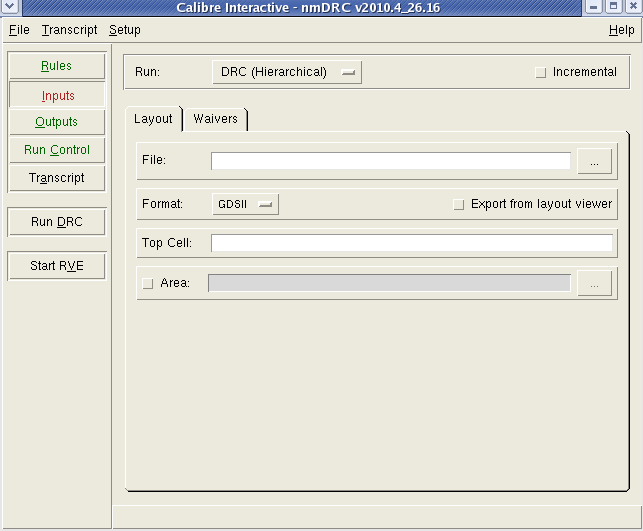 Calibre Interactive - nmDRC v2010.4_26.16
File Transcript Setup Help
Rules
Inputs
Outputs
Run Control
Transcript
Run DRC
Start RVE
Run: DRC (Hierarchical) Incremental
Layout Waivers
File: ...
Format: GDSII Export from layout viewer
Top Cell:
Area: ...